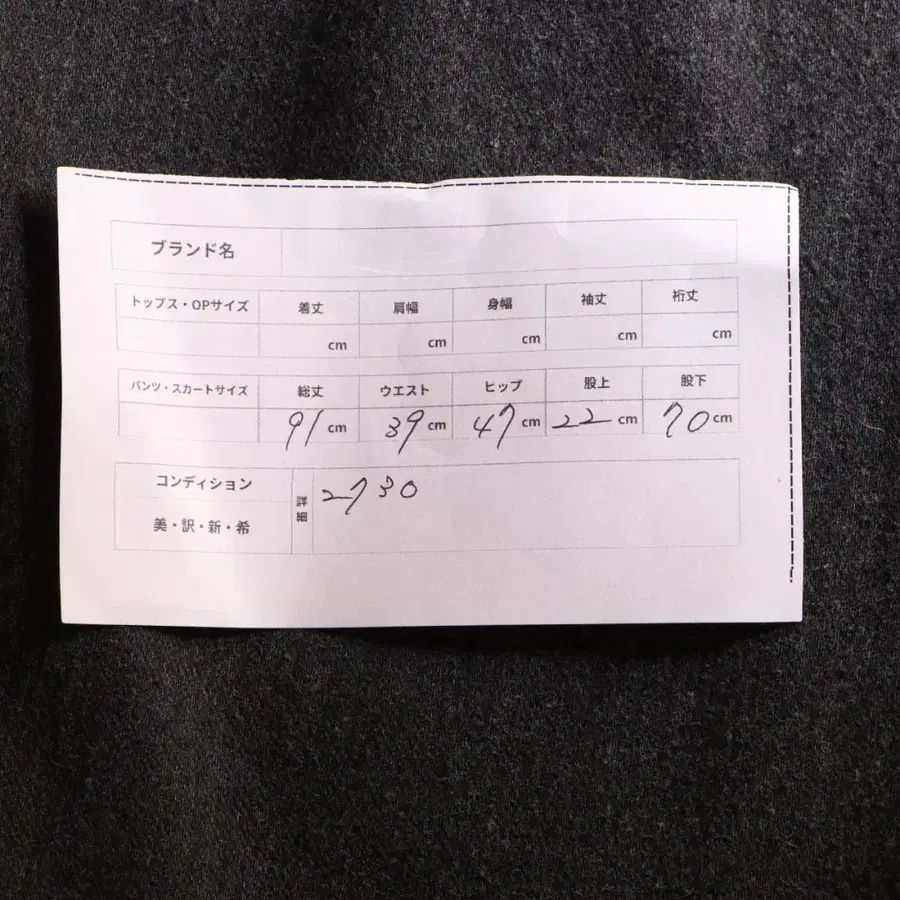 ブランド名
トップス・OPサイズ 着丈 肩幅 身幅 袖丈 裄丈
cm cm cm cm cm
パンツ・スカートサイズ 総丈 ウエスト ヒップ 股上 股下
91 cm 39 cm 47 cm 22 cm 70 cm
コンディション 詳細 2730
美・訳・新・希